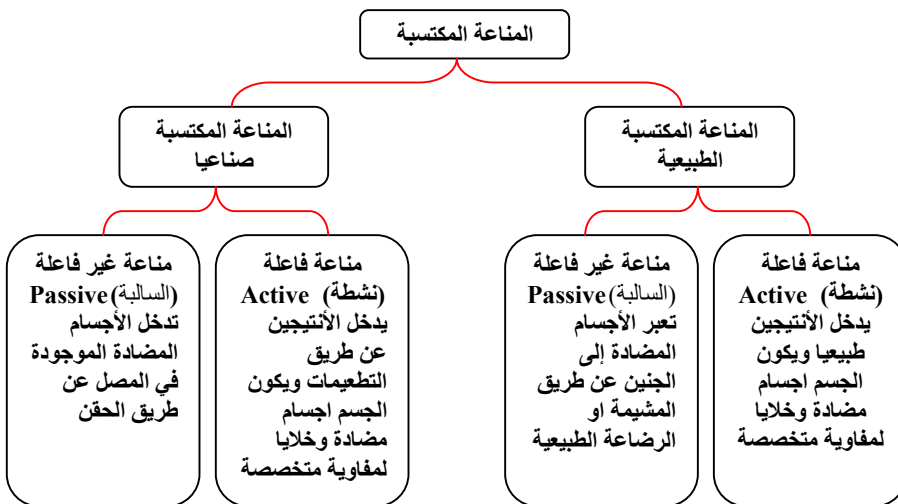 المناعة المكتسبة
المناعة المكتسبة
الطبيعية
المناعة المكتسبة
صناعيا
مناعة فاعلة
(نشطة) Active
يدخل الأنتيجين
طبيعيا ويكون
الجسم اجسام
مضادة وخلايا
لمفاوية متخصصة
مناعة غير فاعلة
(السالبة) Passive
تعبر الأجسام
المضادة إلى
الجنين عن طريق
المشيمة او
الرضاعة الطبيعية
مناعة فاعلة
(نشطة) Active
يدخل الأنتيجين
عن طريق
التطعيمات ويكون
الجسم اجسام
مضادة وخلايا
لمفاوية متخصصة
مناعة غير فاعلة
(السالبة) Passive
تدخل الأجسام
المضادة الموجودة
في المصل عن
طريق الحقن